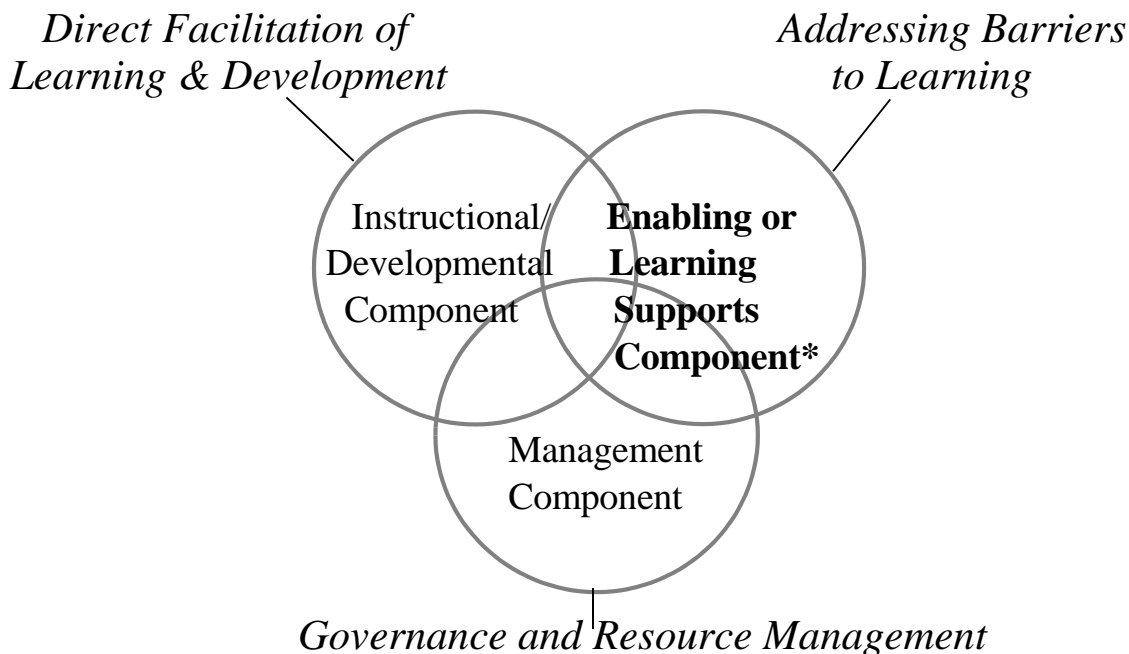 Direct Facilitation of
Learning & Development
Addressing Barriers
to Learning
Instructional/
Developmental
Component
Enabling or
Learning
Supports
Component*
Management
Component
Governance and Resource Management